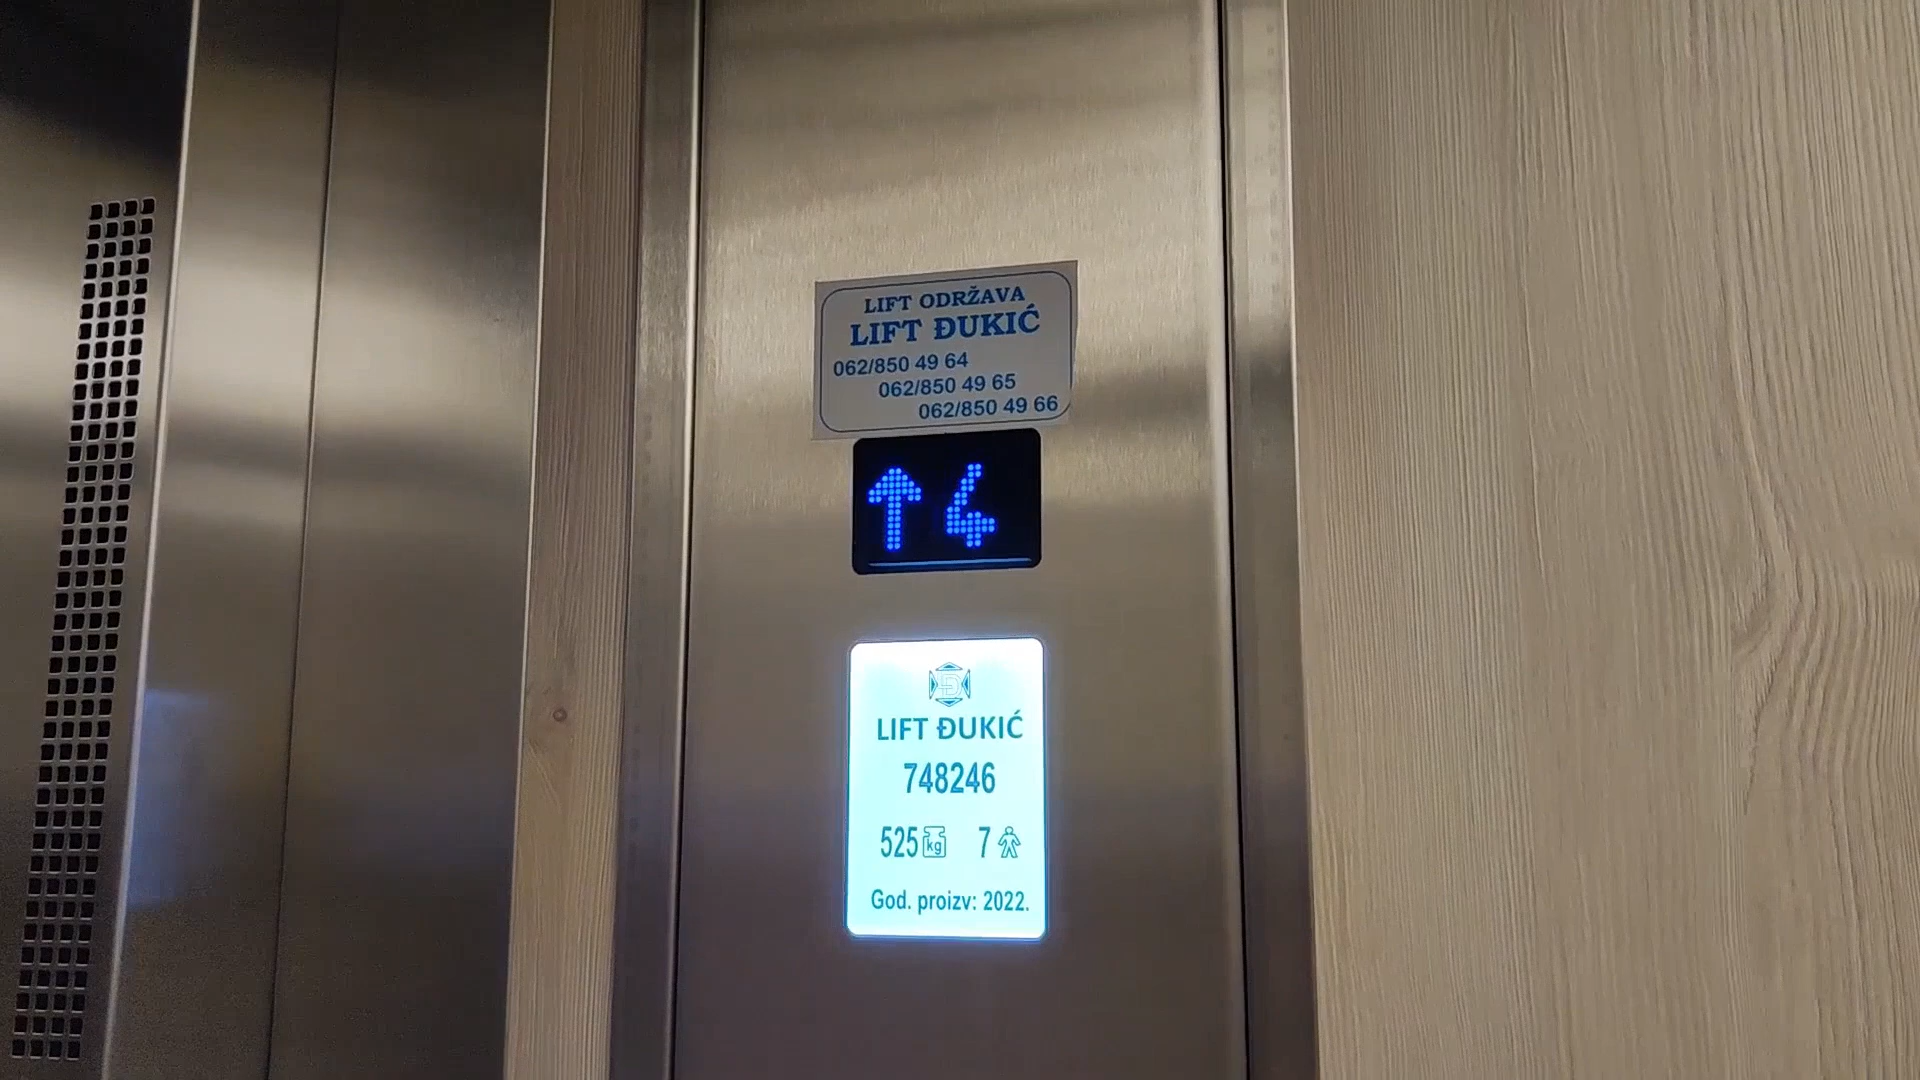 LIFT ODRŽAVA
LIFT ĐUKIĆ
062/850 49 64
062/850 49 65
062/850 49 66
↑ 4
Đ
LIFT ĐUKIĆ
748246
525 kg 7
God. proizv: 2022.